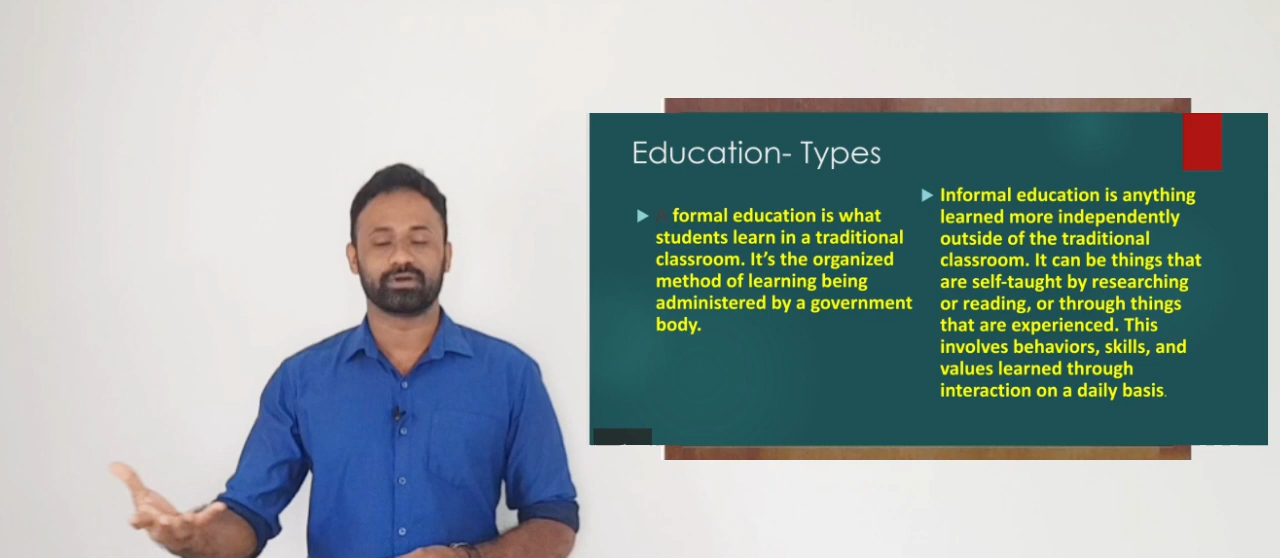 Education- Types
formal education is what
students learn in a traditional
classroom. It's the organized
method of learning being
administered by a government
body.
Informal education is anything
learned more independently
outside of the traditional
classroom. It can be things that
are self-taught by researching
or reading, or through things
that are experienced. This
involves behaviors, skills, and
values learned through
interaction on a daily basis.